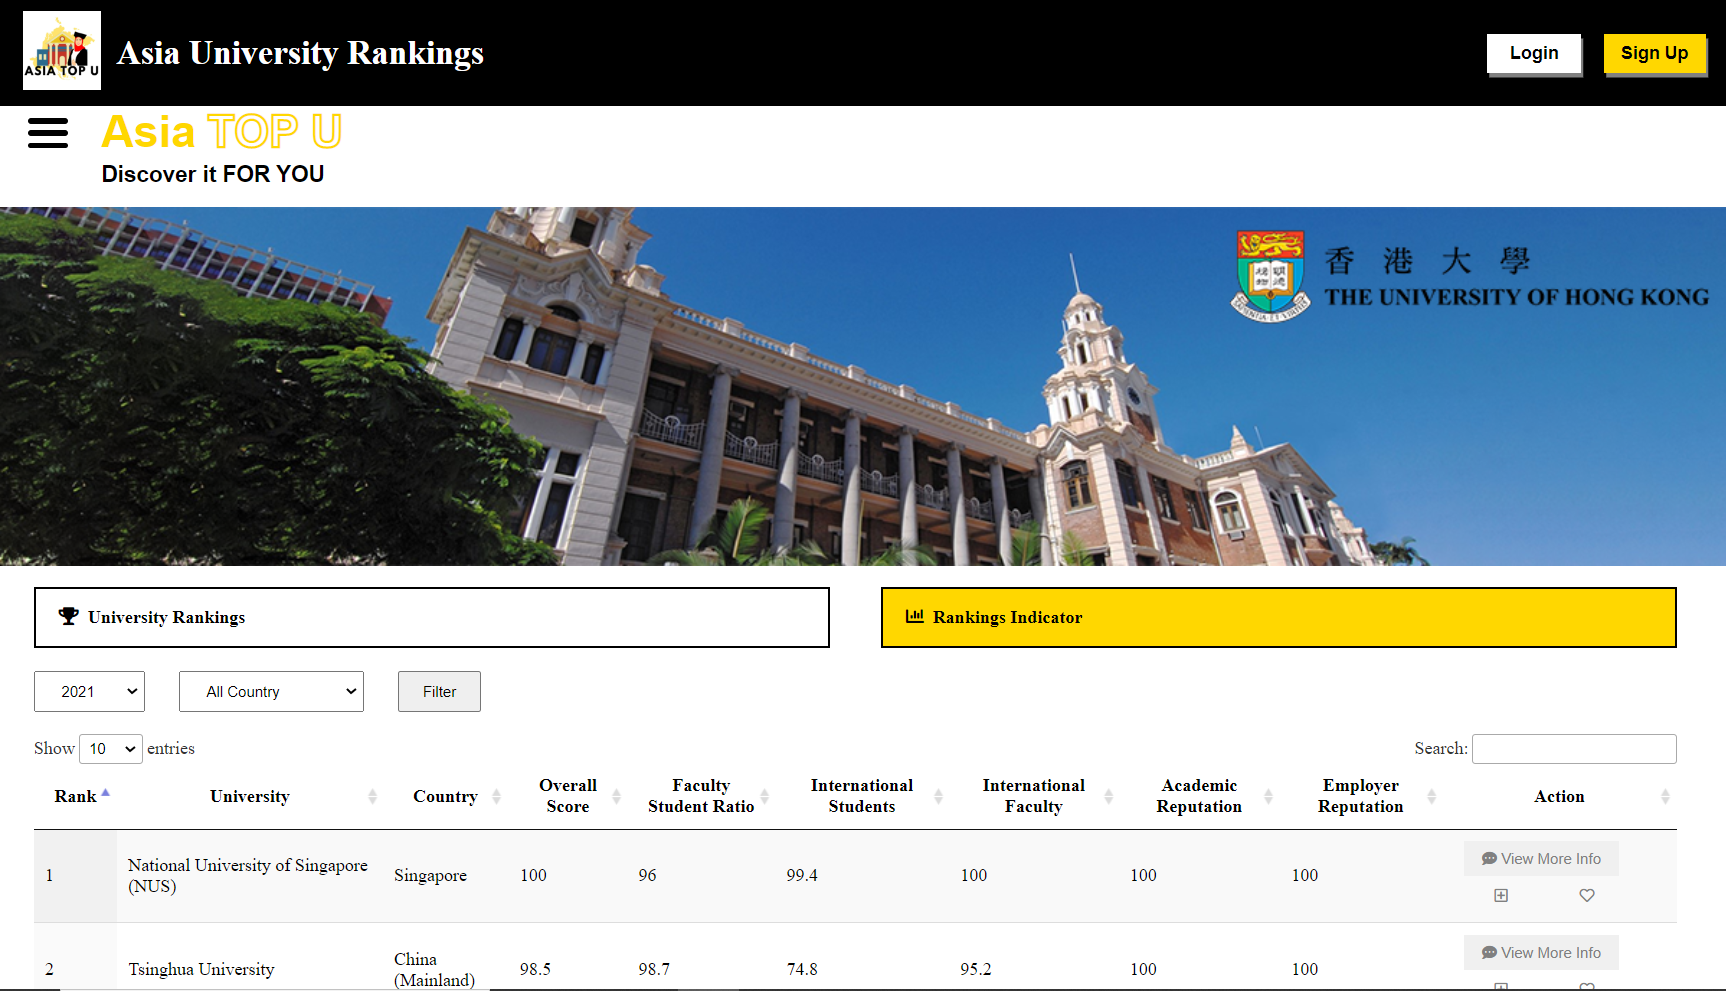 ASIA TOP U
Asia University Rankings
Login
Sign Up
Asia TOP U
Discover it FOR YOU
香港大學
THE UNIVERSITY OF HONG KONG
SAPIENTIA ET VIRTUS
University Rankings
Rankings Indicator
2021
All Country
Filter
Show 10 entries
Search:
Rank
University
Country
Overall
Score
Faculty
Student Ratio
International
Students
International
Faculty
Academic
Reputation
Employer
Reputation
Action
1
National University of Singapore
(NUS)
Singapore
100
96
99.4
100
100
100
View More Info
2
Tsinghua University
China
(Mainland)
98.5
98.7
74.8
95.2
100
100
View More Info